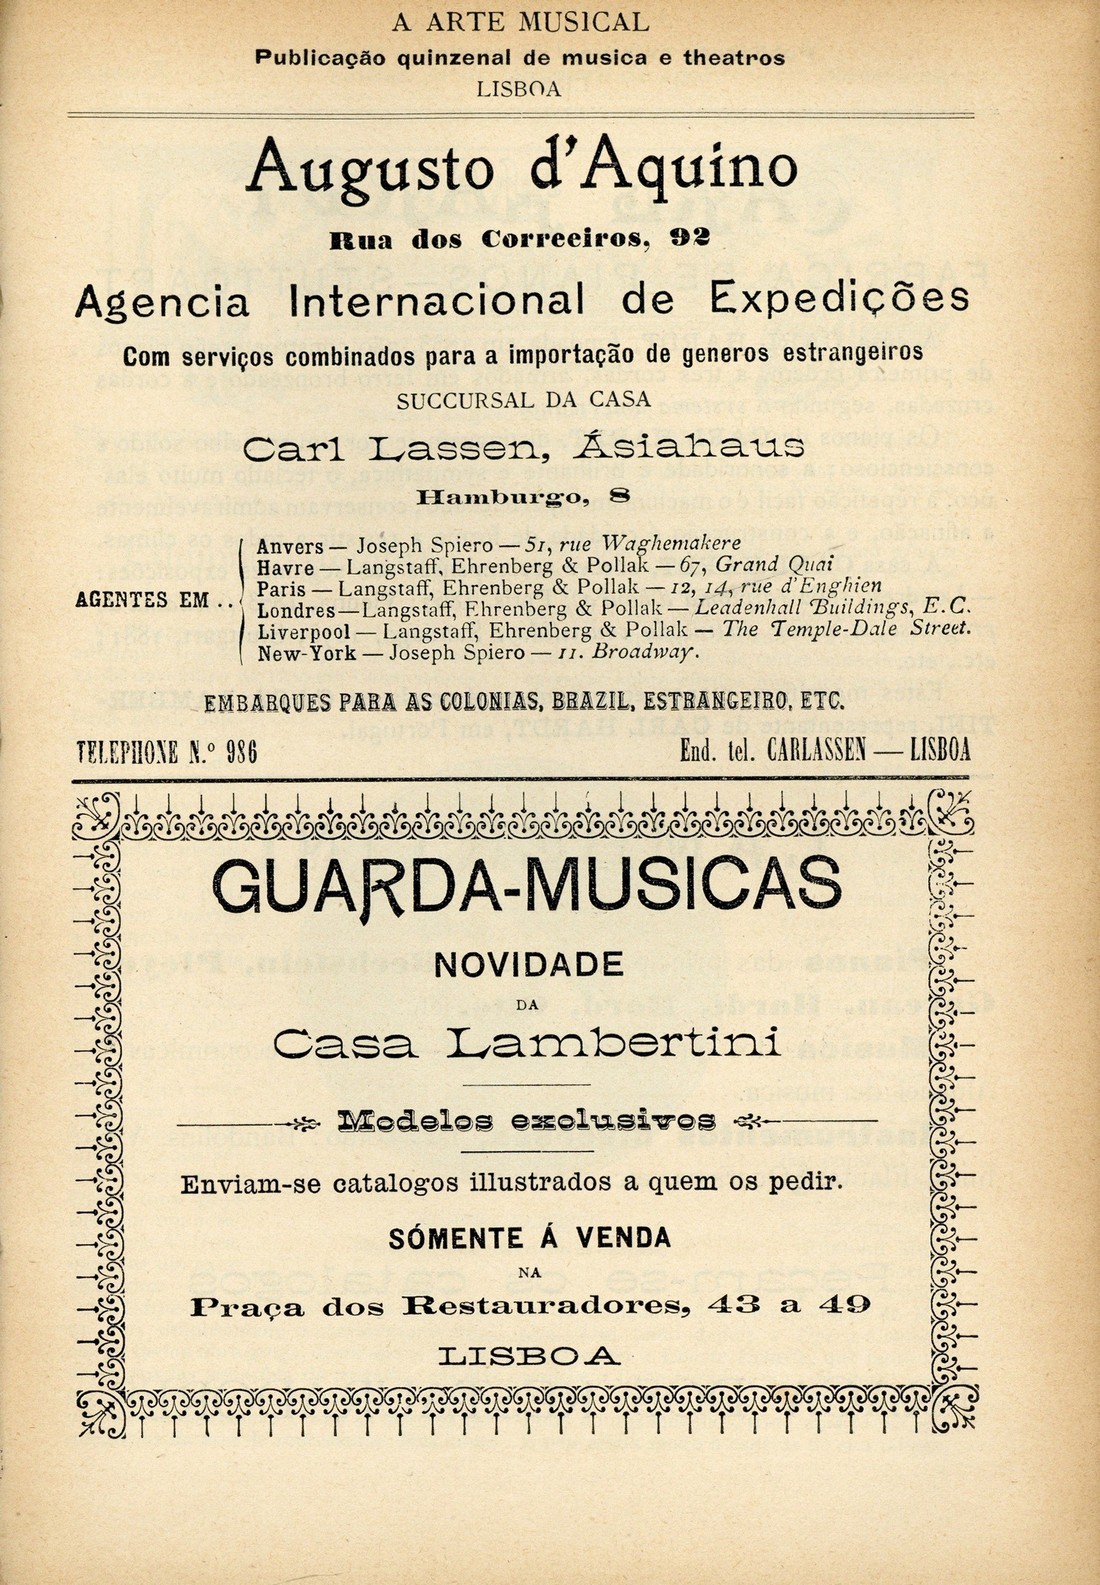 A ARTE MUSICAL
Publicação quinzenal de musica e theatros
LISBOA
Augusto d'Aquino
Rua dos Correeiros, 92
Agencia Internacional de Expedições
Com serviços combinados para a importação de generos estrangeiros
SUCCURSAL DA CASA
Carl Lassen, Ásiahaus
Hamburgo, 8
AGENTES EM ..
Anvers — Joseph Spiero — 51, rue Waghemakere
Havre — Langstaff, Ehrenberg & Pollak — 67, Grand Quai
Paris — Langstaff, Ehrenberg & Pollak — 12, 14, rue d'Enghien
Londres — Langstaff, Ehrenberg & Pollak — Leadenhall Buildings, E.C.
Liverpool — Langstaff, Ehrenberg & Pollak — The Temple-Dale Street.
New-York — Joseph Spiero — 11. Broadway.
EMBARQUES PARA AS COLONIAS, BRAZIL, ESTRANGEIRO, ETC.
TELEPHONE N.º 986 End. tel. CARLASSEN — LISBOA
GUARDA-MUSICAS
NOVIDADE
DA
Casa Lambertini
Modelos exclusivos
Enviam-se catalogos illustrados a quem os pedir.
SÓMENTE Á VENDA
NA
Praça dos Restauradores, 43 a 49
LISBOA